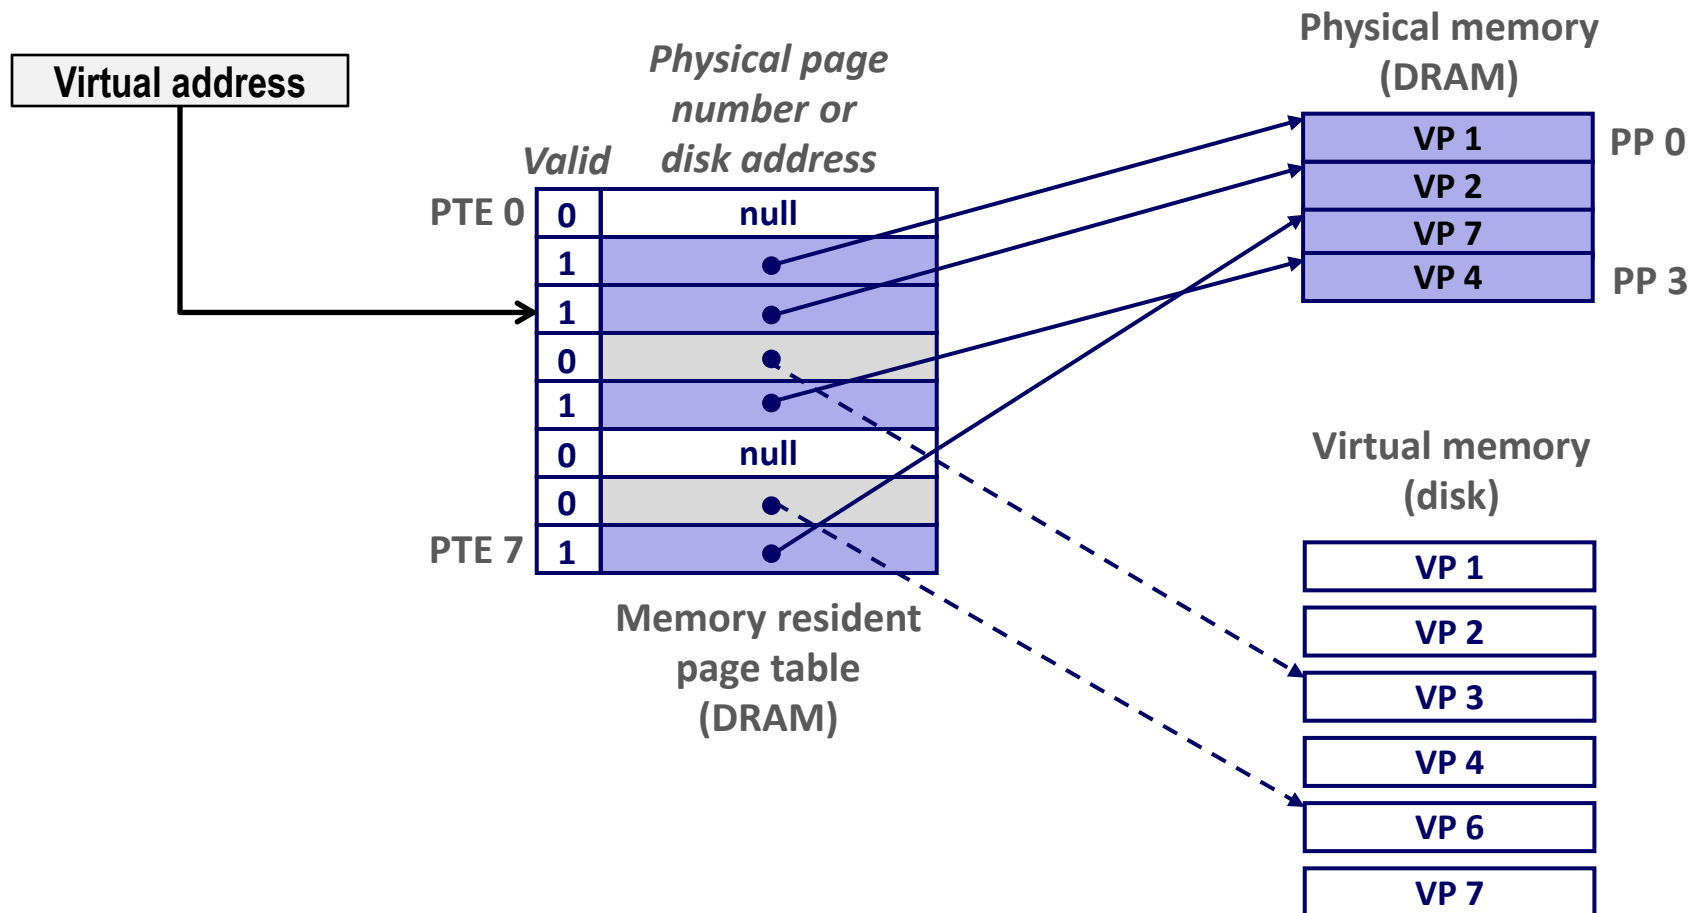 Virtual address
Physical page
number or
disk address
Valid
PTE 0
0
null
1
1
0
1
0
null
0
PTE 7
1
Memory resident
page table
(DRAM)
Physical memory
(DRAM)
VP 1
PP 0
VP 2
VP 7
VP 4
PP 3
Virtual memory
(disk)
VP 1
VP 2
VP 3
VP 4
VP 6
VP 7